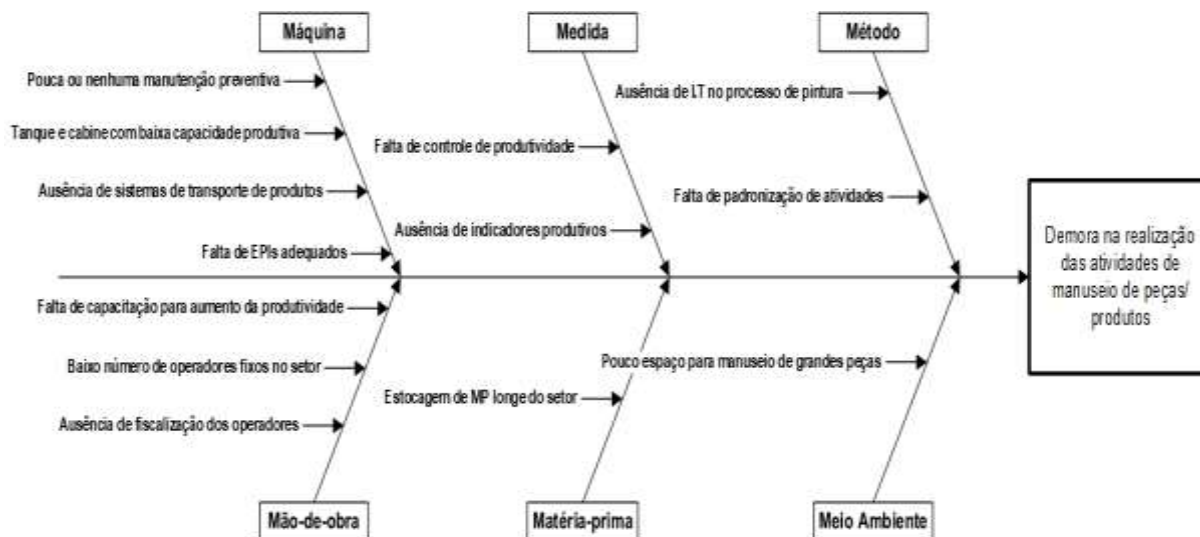 Máquina
Medida
Método
Pouca ou nenhuma manutenção preventiva
Ausência de LT no processo de pintura
Tanque e cabine com baixa capacidade produtiva
Falta de controle de produtividade
Ausência de sistemas de transporte de produtos
Falta de padronização de atividades
Ausência de indicadores produtivos
Falta de EPIs adequados
Demora na realização
das atividades de
manuseio de peças/
produtos
Falta de capacitação para aumento da produtividade
Baixo número de operadores fixos no setor
Pouco espaço para manuseio de grandes peças
Estocagem de MP longe do setor
Ausência de fiscalização dos operadores
Mão-de-obra
Matéria-prima
Meio Ambiente